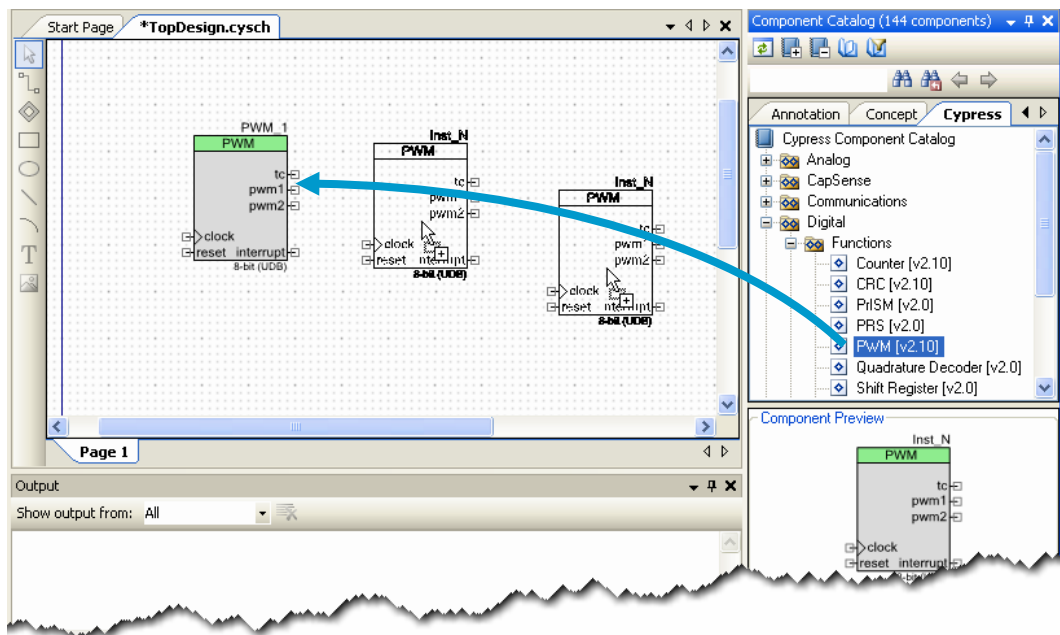 Start Page
*TopDesign.cysch
PWM_1
PWM
tc
pwm1
pwm2
clock
reset interrupt
8-bit (UDB)
Inst_N
PWM
tc
pwm1
pwm2
clock
reset interrupt
8-bit (UDB)
Inst_N
PWM
tc
pwm1
pwm2
clock
reset interrupt
8-bit (UDB)
Page 1
Output
Show output from: All
Component Catalog (144 components)
Annotation Concept Cypress
Cypress Component Catalog
Analog
CapSense
Communications
Digital
Functions
Counter [v2.10]
CRC [v2.10]
PrISM [v2.0]
PRS [v2.0]
PWM [v2.10]
Quadrature Decoder [v2.0]
Shift Register [v2.0]
Component Preview
Inst_N
PWM
tc
pwm1
pwm2
clock
reset interrupt